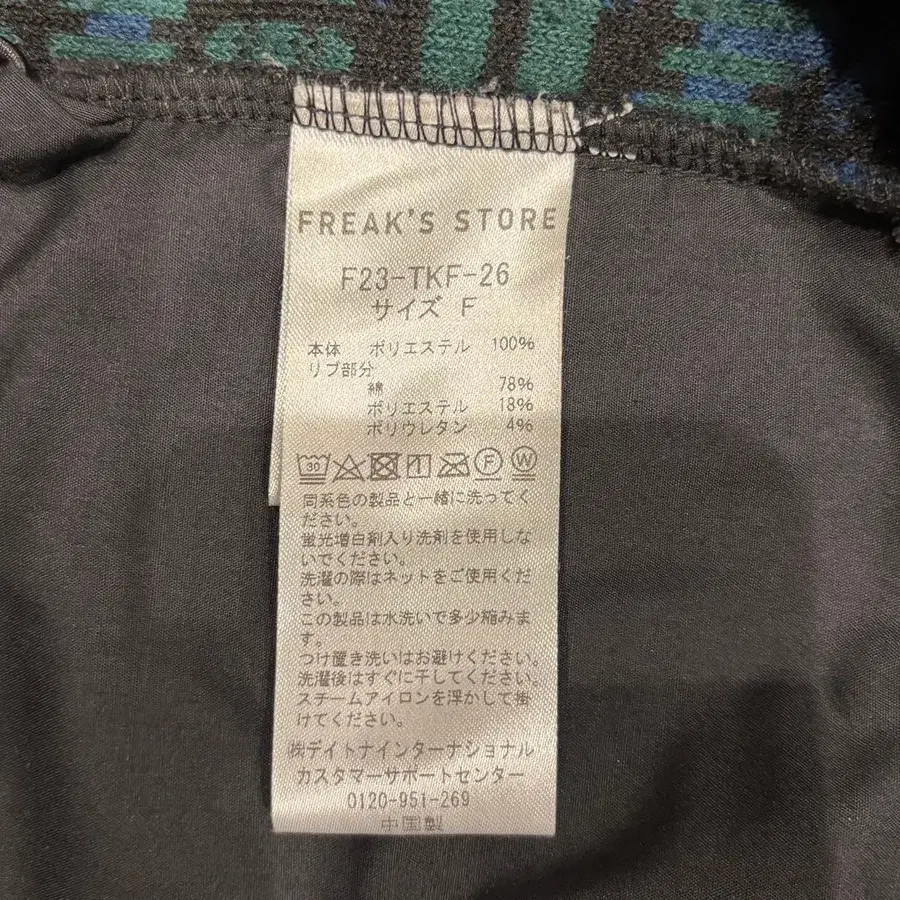 FREAK'S STORE
F23-TKF-26
サイズ F
本体 ポリエステル 100%
リブ部分
綿 78%
ポリエステル 18%
ポリウレタン 4%
30 F W
同系色の製品と一緒に洗ってく
ださい。
蛍光増白剤入り洗剤を使用しな
いでください。
洗濯の際はネットをご使用くだ
さい。
この製品は水洗いで多少縮みま
す。
つけ置き洗いはお避けください。
洗濯後はすぐに干してください。
スチームアイロンを浮かして掛
けてください。
㈱デイトナインターナショナル
カスタマーサポートセンター
0120-951-269
中国製